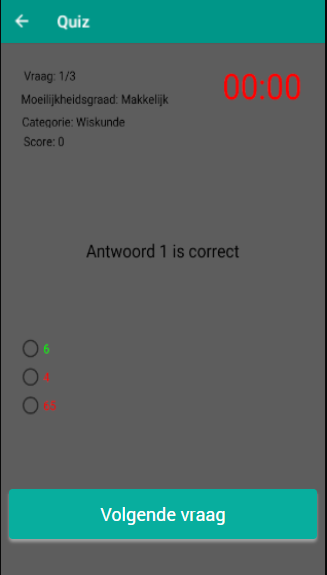 Quiz
Vraag: 1/3
00:00
Moeilijkheidsgraad: Makkelijk
Categorie: Wiskunde
Score: 0
Antwoord 1 is correct
6
Volgende vraag